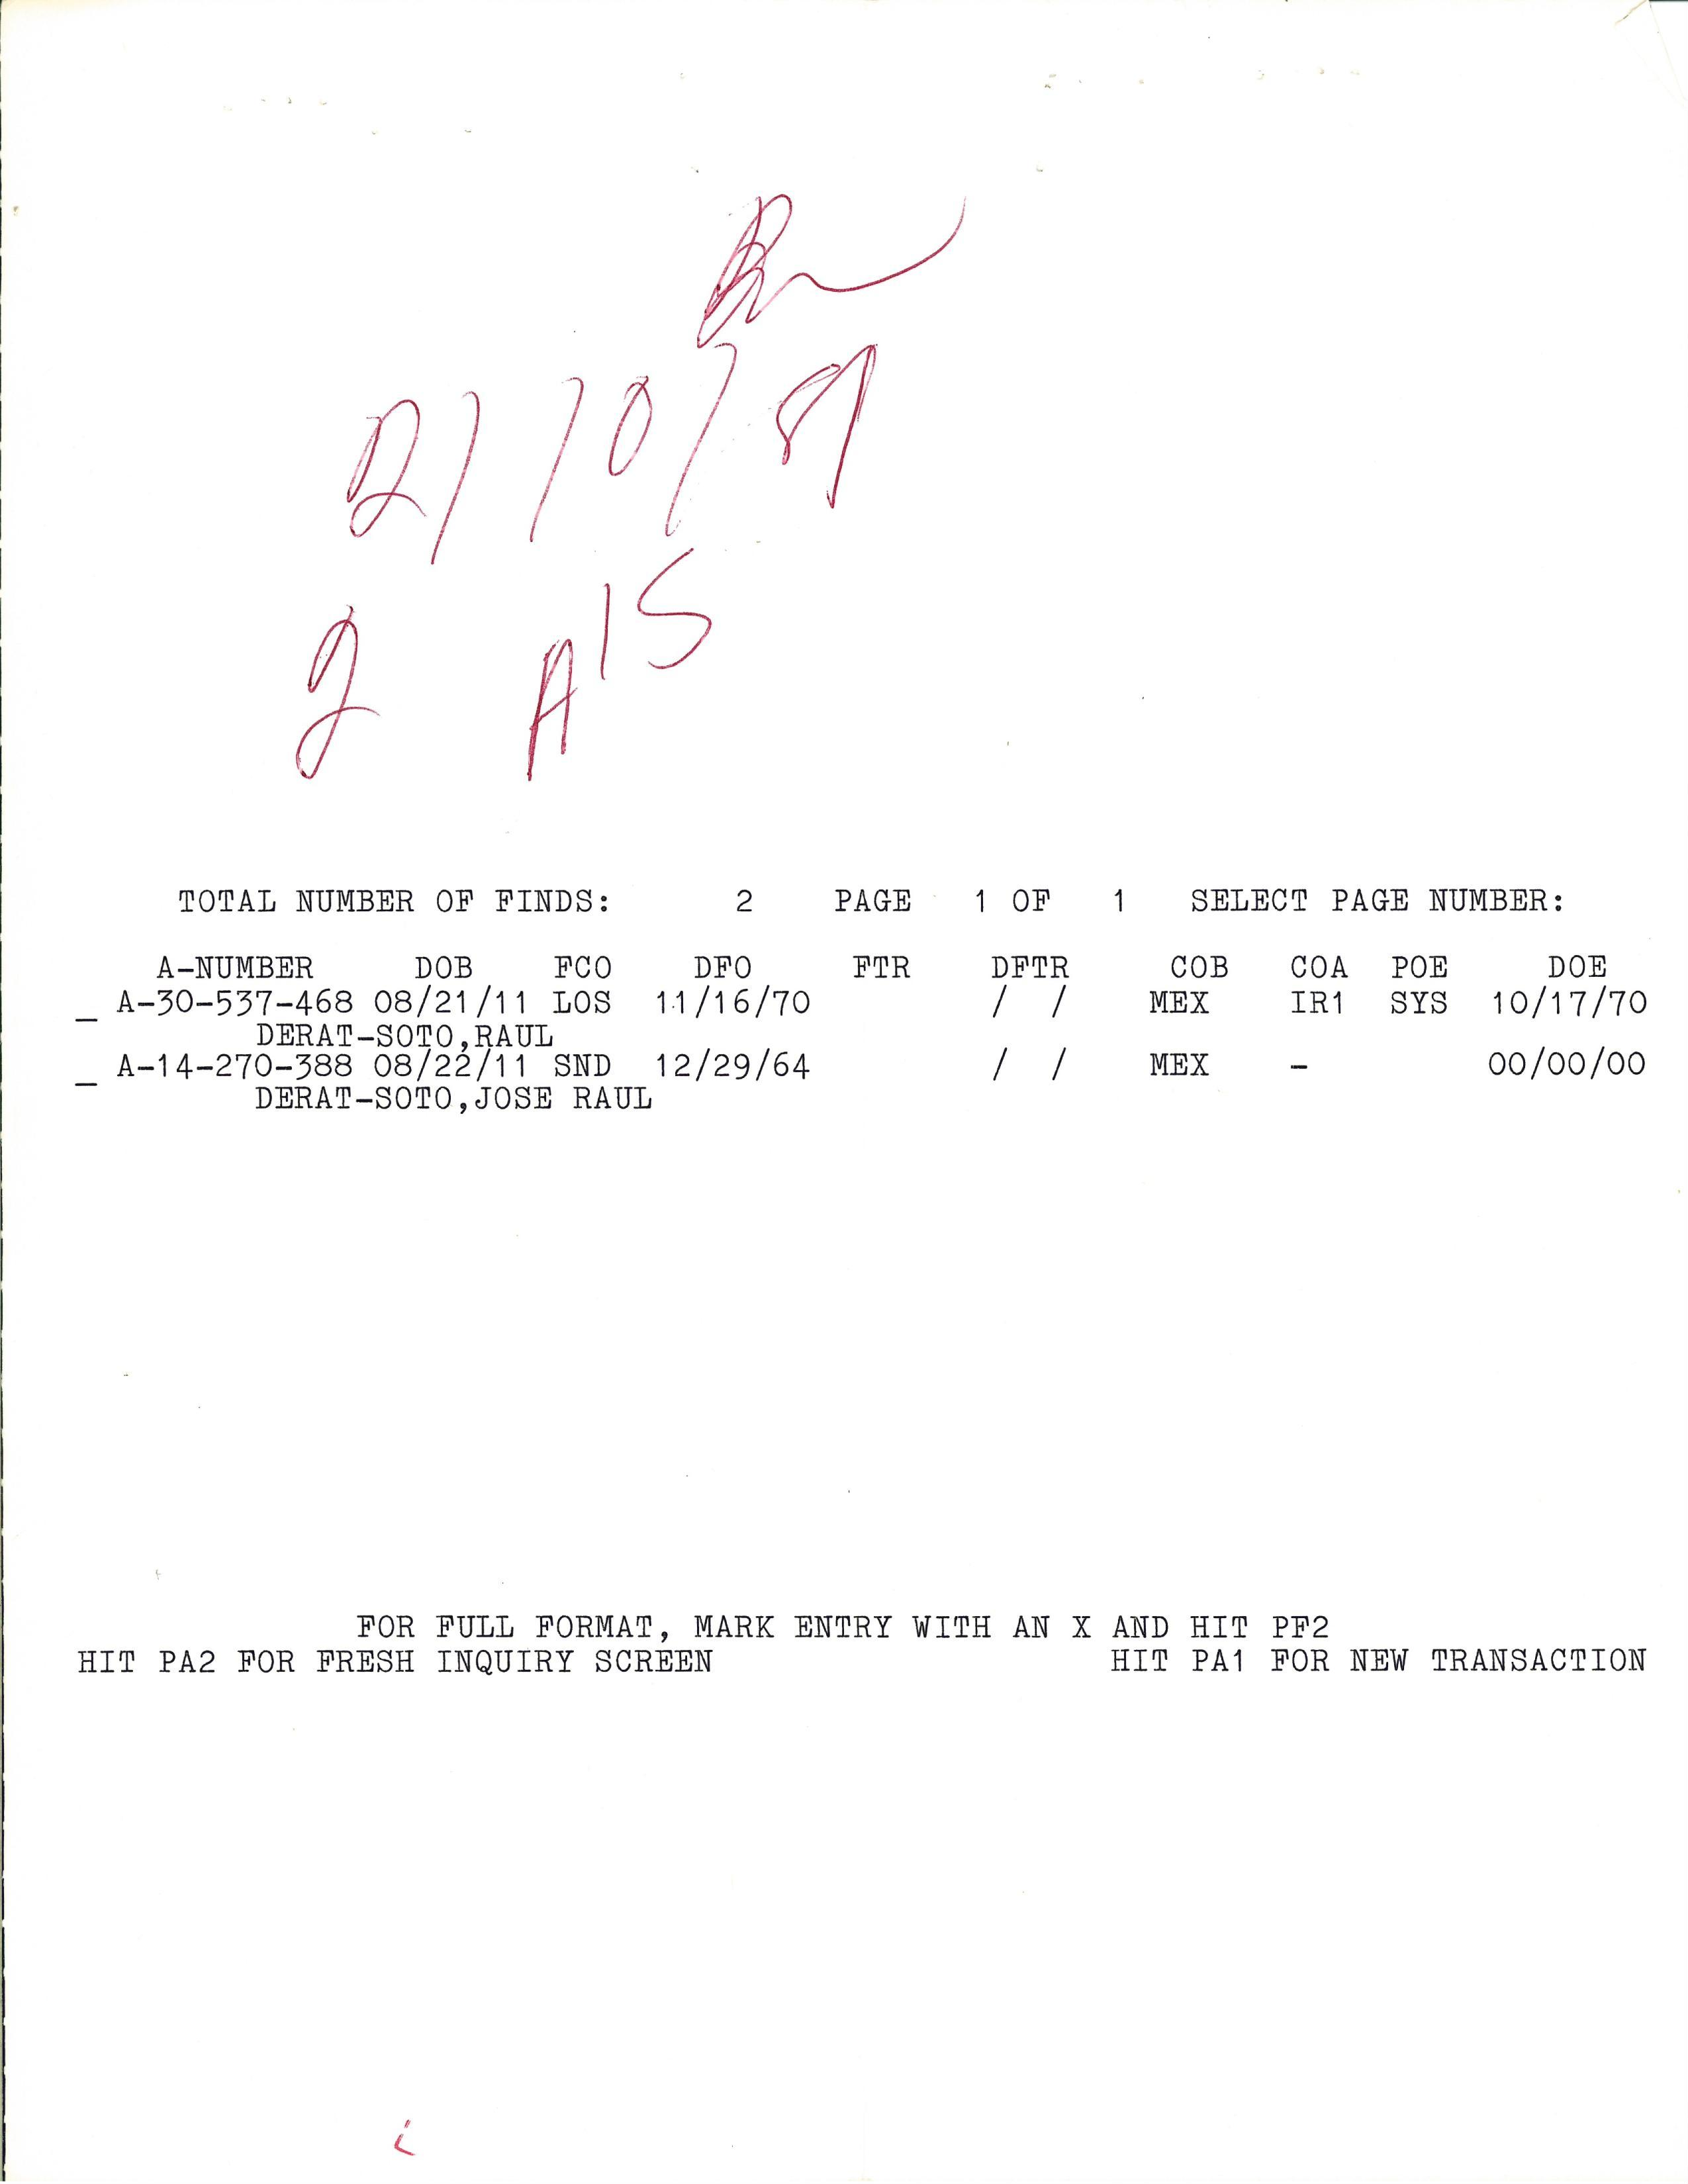 2 A'S
TOTAL NUMBER OF FINDS: 2 PAGE 1 OF 1 SELECT PAGE NUMBER:
A-NUMBER DOB FCO DFO FTR DFTR COB COA POE DOE
_ A-30-537-468 08/21/11 LOS 11/16/70 / / MEX IR1 SYS 10/17/70
DERAT-SOTO,RAUL
_ A-14-270-388 08/22/11 SND 12/29/64 / / MEX - 00/00/00
DERAT-SOTO,JOSE RAUL
FOR FULL FORMAT, MARK ENTRY WITH AN X AND HIT PF2
HIT PA2 FOR FRESH INQUIRY SCREEN HIT PA1 FOR NEW TRANSACTION